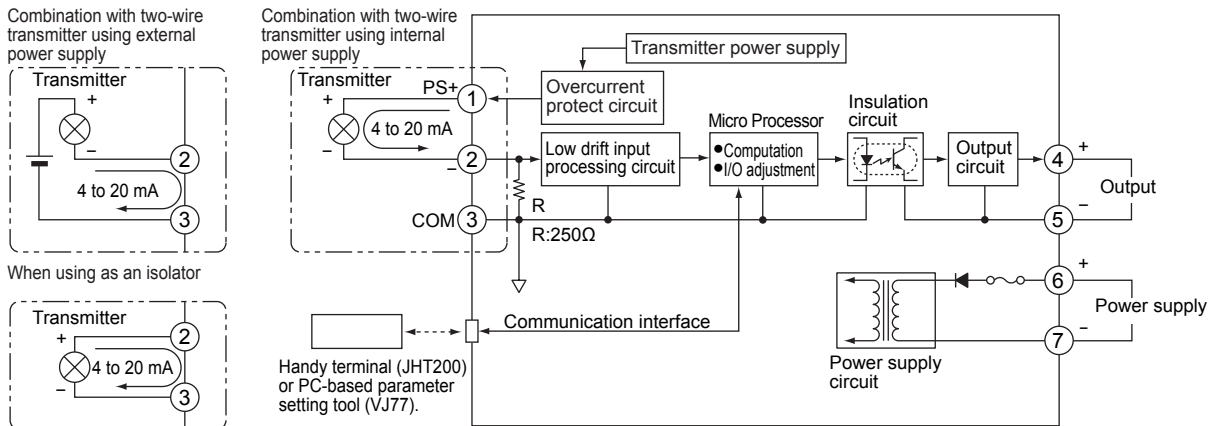 Combination with two-wire
transmitter using external
power supply
Transmitter
+
−
2
4 to 20 mA
3
When using as an isolator
Transmitter
+
2
4 to 20 mA
−
3
Combination with two-wire
transmitter using internal
power supply
Transmitter
PS+
1
+
4 to 20 mA
−
2
−
COM
3
R
R:250Ω
Transmitter power supply
Overcurrent
protect circuit
Low drift input
processing circuit
Micro Processor
●Computation
●I/O adjustment
Insulation
circuit
Output
circuit
4
+
Output
−
5
6
+
Power supply
−
7
Power supply
circuit
Communication interface
Handy terminal (JHT200)
or PC-based parameter
setting tool (VJ77).